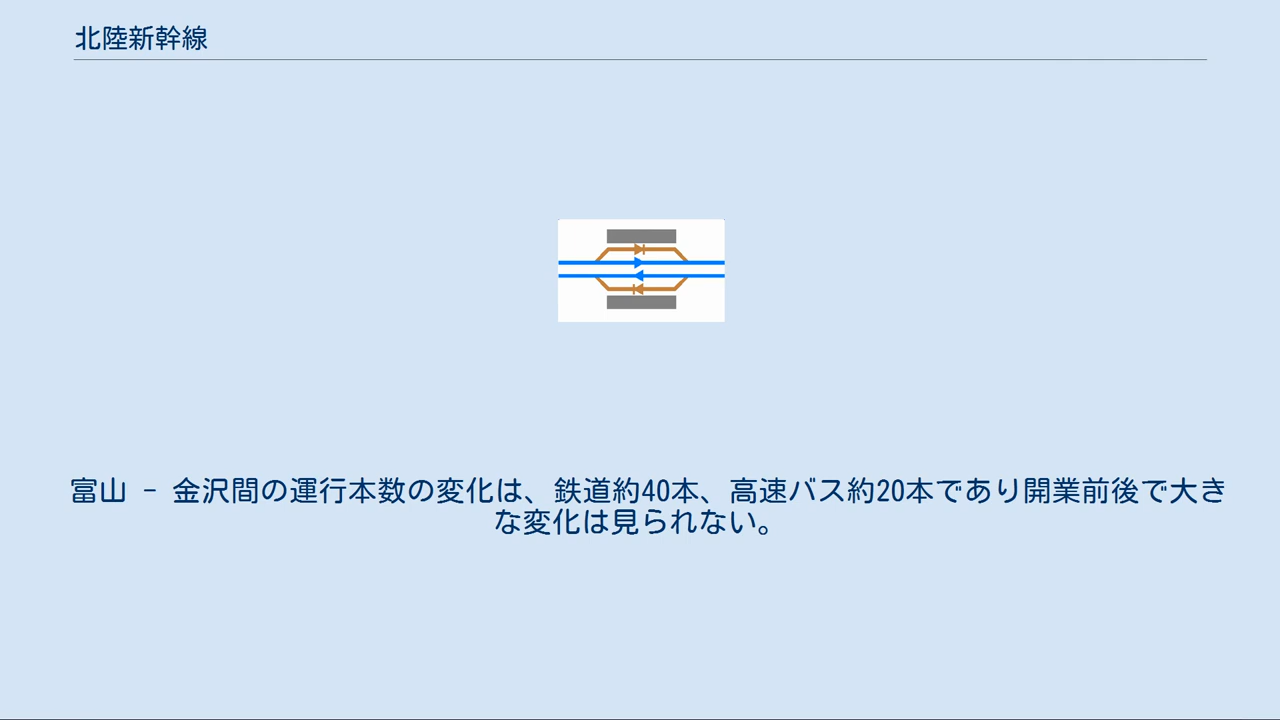 北陸新幹線
富山 － 金沢間の運行本数の変化は、鉄道約40本、高速バス約20本であり開業前後で大き
な変化は見られない。